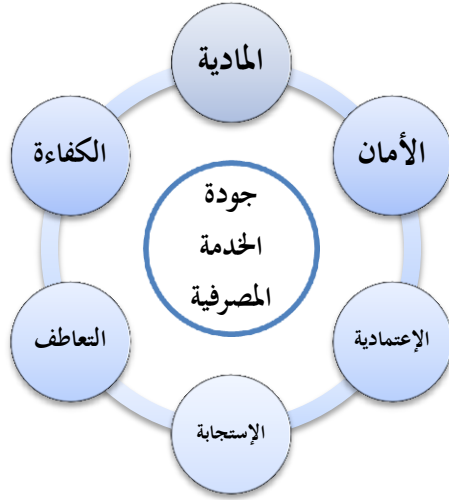 المادية
الأمان
الكفاءة
جودة
الخدمة
المصرفية
الإعتمادية
التعاطف
الإستجابة